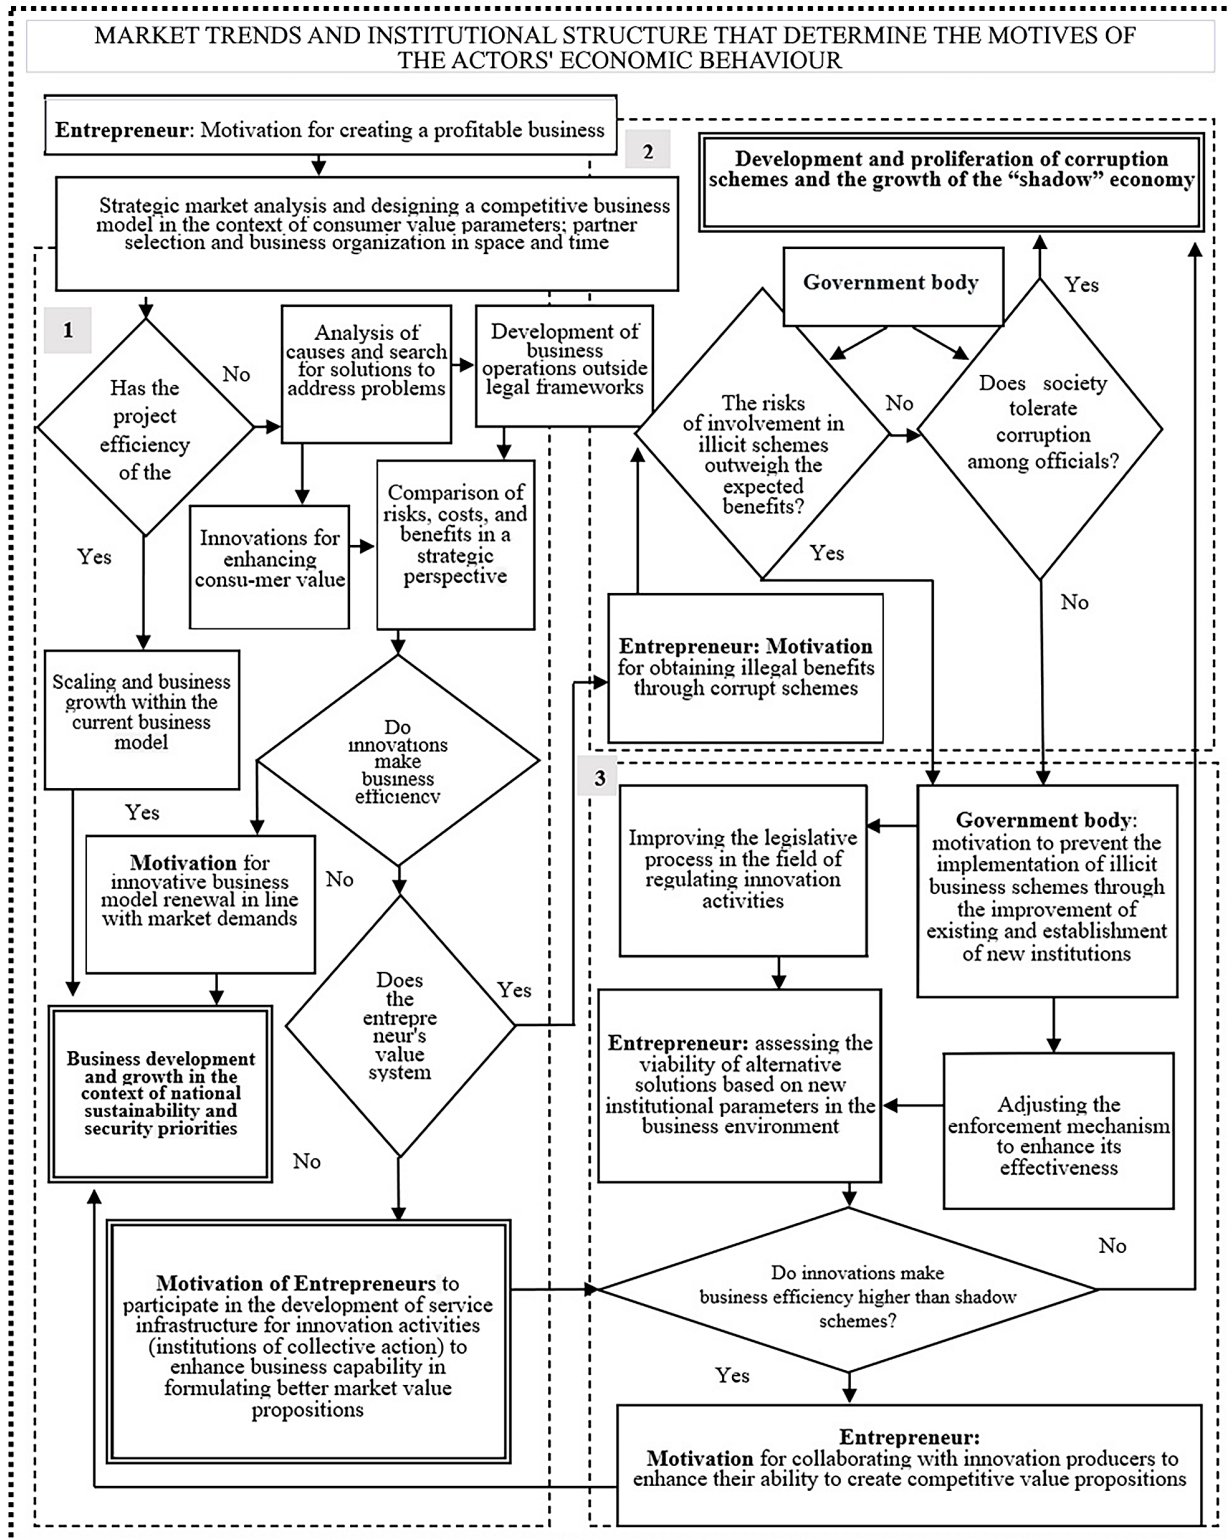 MARKET TRENDS AND INSTITUTIONAL STRUCTURE THAT DETERMINE THE MOTIVES OF
THE ACTORS' ECONOMIC BEHAVIOUR
Entrepreneur: Motivation for creating a profitable business
Strategic market analysis and designing a competitive business
model in the context of consumer value parameters; partner
selection and business organization in space and time
1
Has the
project
efficiency
of the
No
Yes
Analysis of
causes and search
for solutions to
address problems
Development of
business
operations outside
legal frameworks
Innovations for
enhancing
consu-mer value
Comparison of
risks, costs, and
benefits in a
strategic
perspective
Scaling and business
growth within the
current business
model
Do
innovations
make
business
efficiency
Yes
Motivation for
innovative business
model renewal in line
with market demands
No
Does
the
entrepre
neur's
value
system
Yes
No
Business development
and growth in the
context of national
sustainability and
security priorities
Motivation of Entrepreneurs to
participate in the development of service
infrastructure for innovation activities
(institutions of collective action) to
enhance business capability in
formulating better market value
propositions
2
Development and proliferation of corruption
schemes and the growth of the “shadow” economy
Government body
Yes
The risks
of involvement in
illicit schemes
outweigh the
expected
benefits?
No
Does society
tolerate
corruption
among officials?
Yes
No
Entrepreneur: Motivation
for obtaining illegal benefits
through corrupt schemes
3
Improving the legislative
process in the field of
regulating innovation
activities
Government body:
motivation to prevent the
implementation of illicit
business schemes through
the improvement of
existing and establishment
of new institutions
Entrepreneur: assessing the
viability of alternative
solutions based on new
institutional parameters in the
business environment
Adjusting the
enforcement mechanism
to enhance its
effectiveness
No
Do innovations make
business efficiency higher than shadow
schemes?
Yes
Entrepreneur:
Motivation for collaborating with innovation producers to
enhance their ability to create competitive value propositions